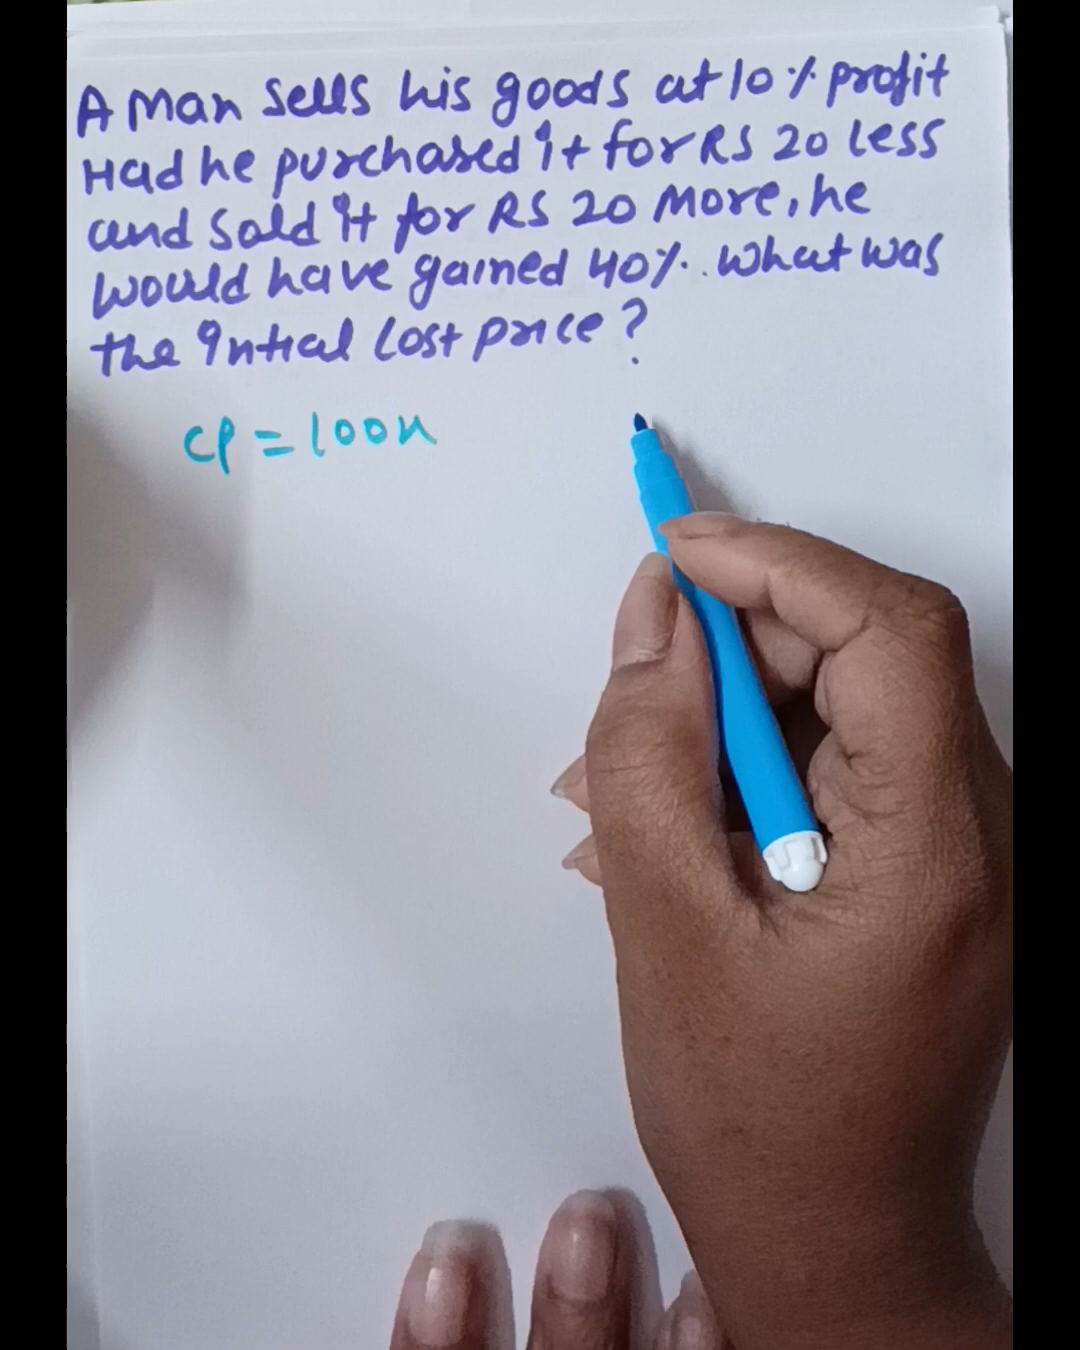 A Man sells his goods at 10% profit
Had he purchased it for RS 20 less
and sold it for RS 20 More, he
would have gained 40%. What was
the intial cost price?
CP = 100x